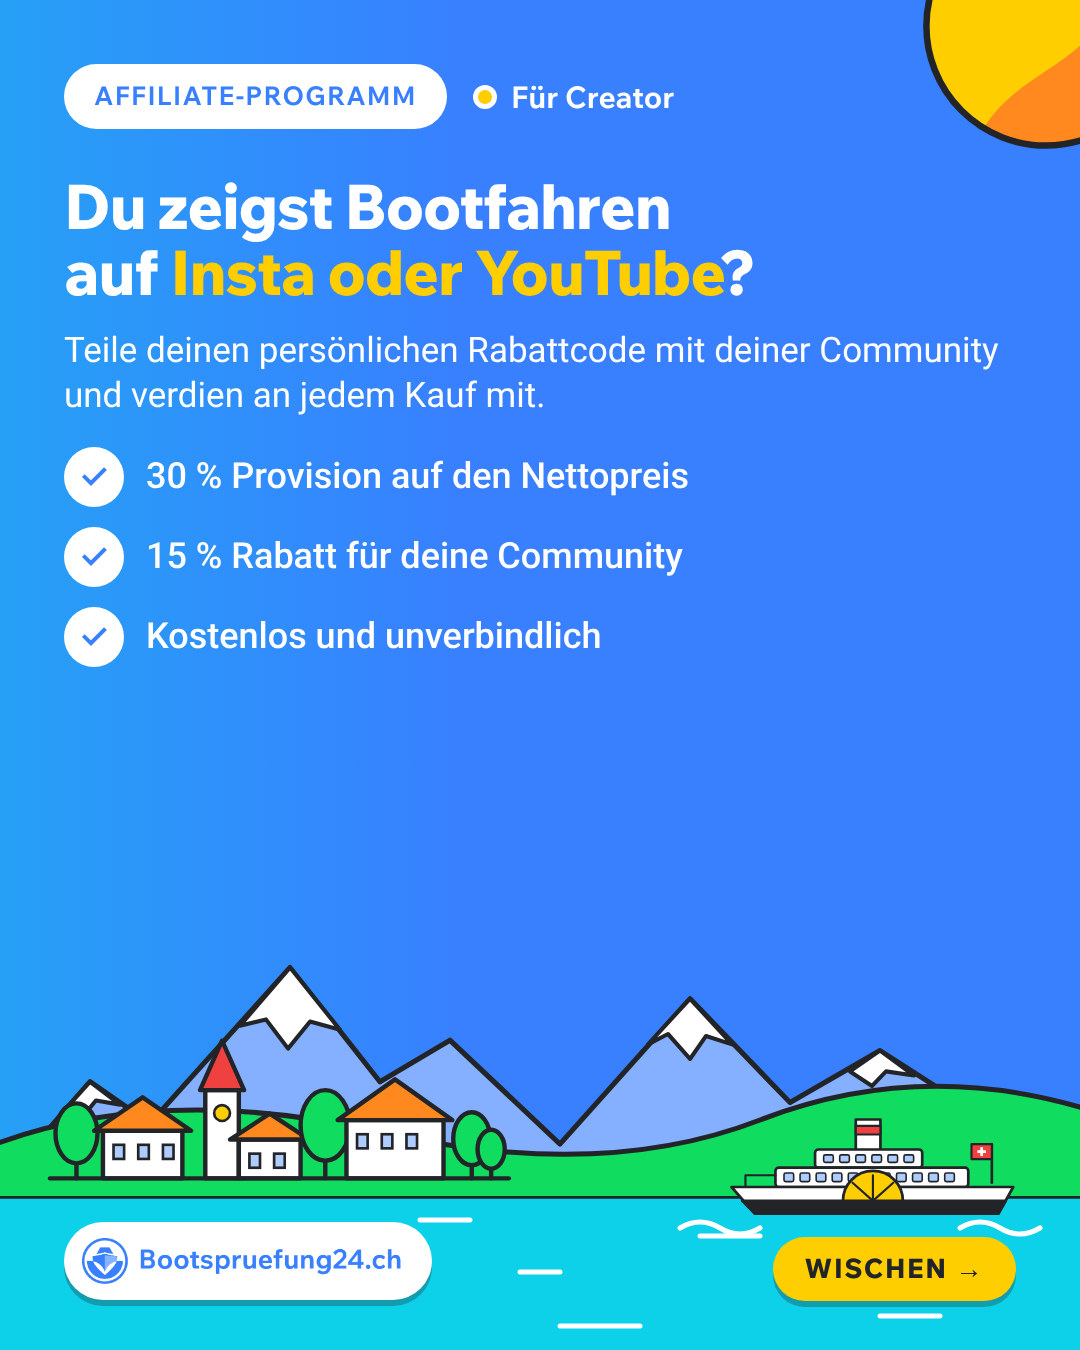 AFFILIATE-PROGRAMM
Für Creator
Du zeigst Bootfahren
auf Insta oder YouTube?
Teile deinen persönlichen Rabattcode mit deiner Community
und verdien an jedem Kauf mit.
30 % Provision auf den Nettopreis
15 % Rabatt für deine Community
Kostenlos und unverbindlich
Bootspruefung24.ch
WISCHEN →